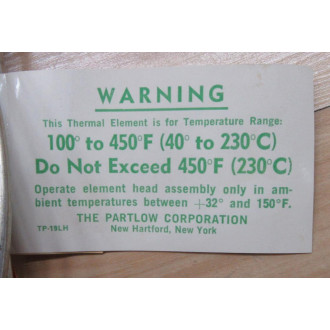 WARNING
This Thermal Element is for Temperature Range:
100° to 450°F (40° to 230°C)
Do Not Exceed 450°F (230°C)
Operate element head assembly only in am-
bient temperatures between +32° and 150°F.
THE PARTLOW CORPORATION
TP-19LH New Hartford, New York